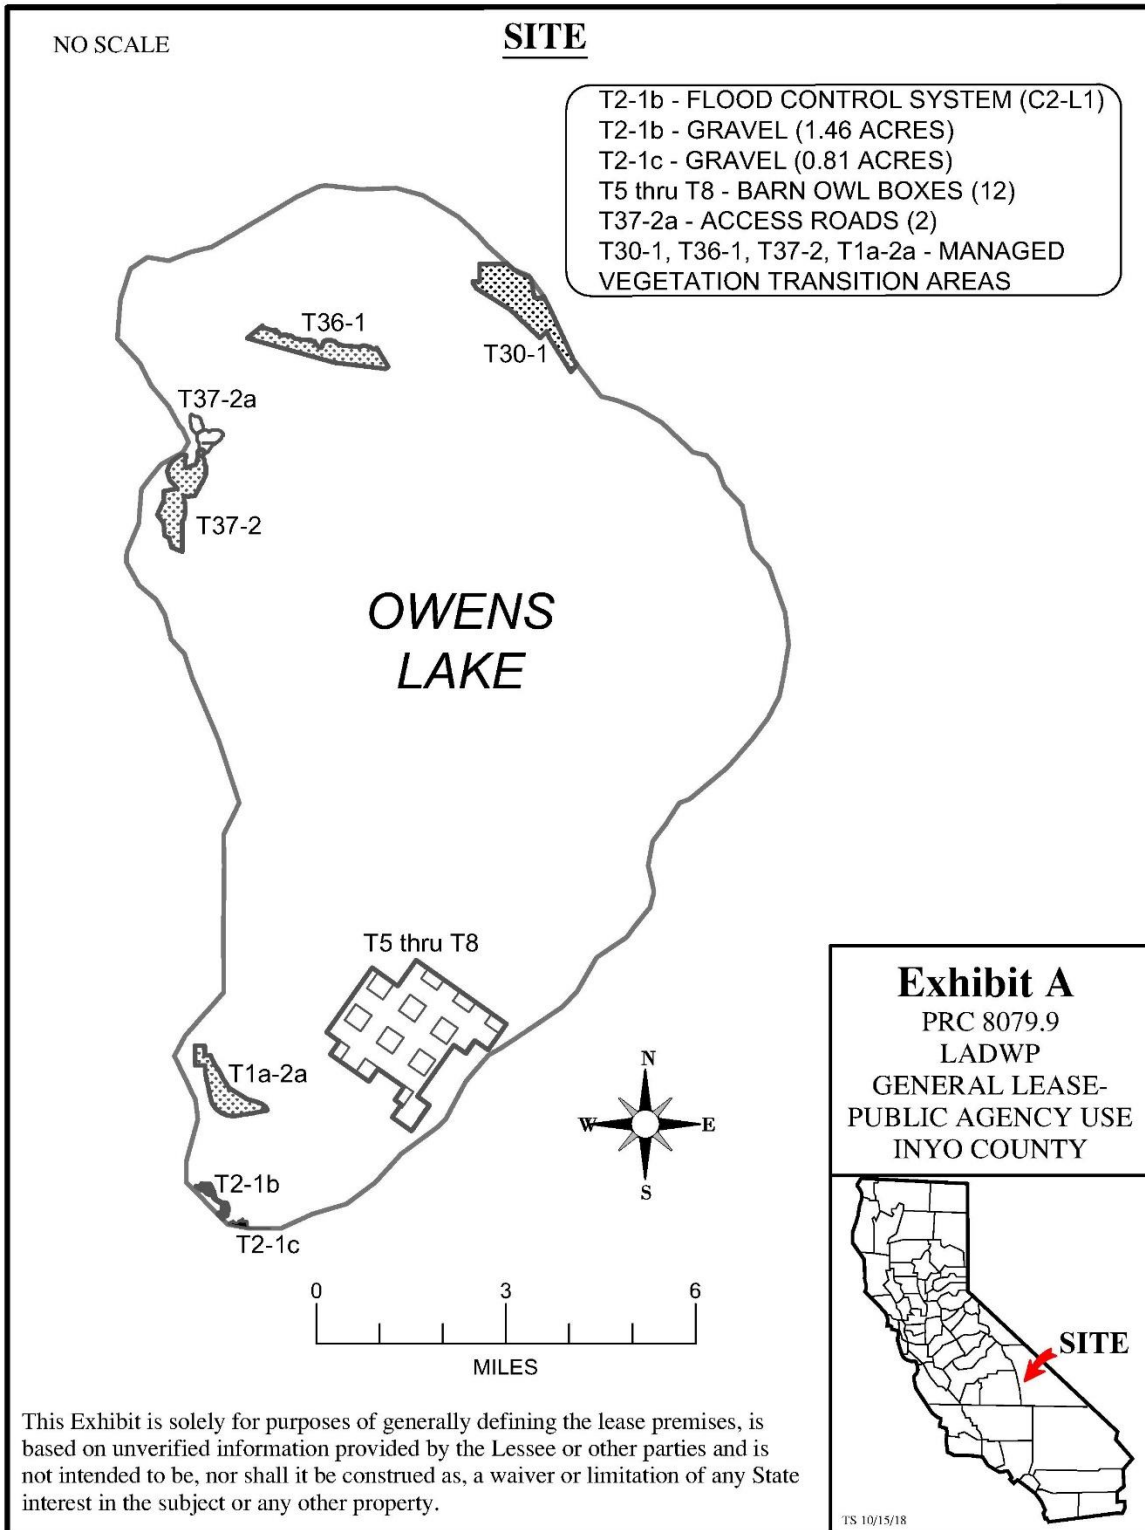 NO SCALE
SITE
T2-1b - FLOOD CONTROL SYSTEM (C2-L1)
T2-1b - GRAVEL (1.46 ACRES)
T2-1c - GRAVEL (0.81 ACRES)
T5 thru T8 - BARN OWL BOXES (12)
T37-2a - ACCESS ROADS (2)
T30-1, T36-1, T37-2, T1a-2a - MANAGED
VEGETATION TRANSITION AREAS
T36-1
T30-1
T37-2a
T37-2
OWENS
LAKE
T5 thru T8
T1a-2a
T2-1b
T2-1c
N
W
E
S
0 3 6
MILES
Exhibit A
PRC 8079.9
LADWP
GENERAL LEASE-
PUBLIC AGENCY USE
INYO COUNTY
SITE
This Exhibit is solely for purposes of generally defining the lease premises, is
based on unverified information provided by the Lessee or other parties and is
not intended to be, nor shall it be construed as, a waiver or limitation of any State
interest in the subject or any other property.
TS 10/15/18